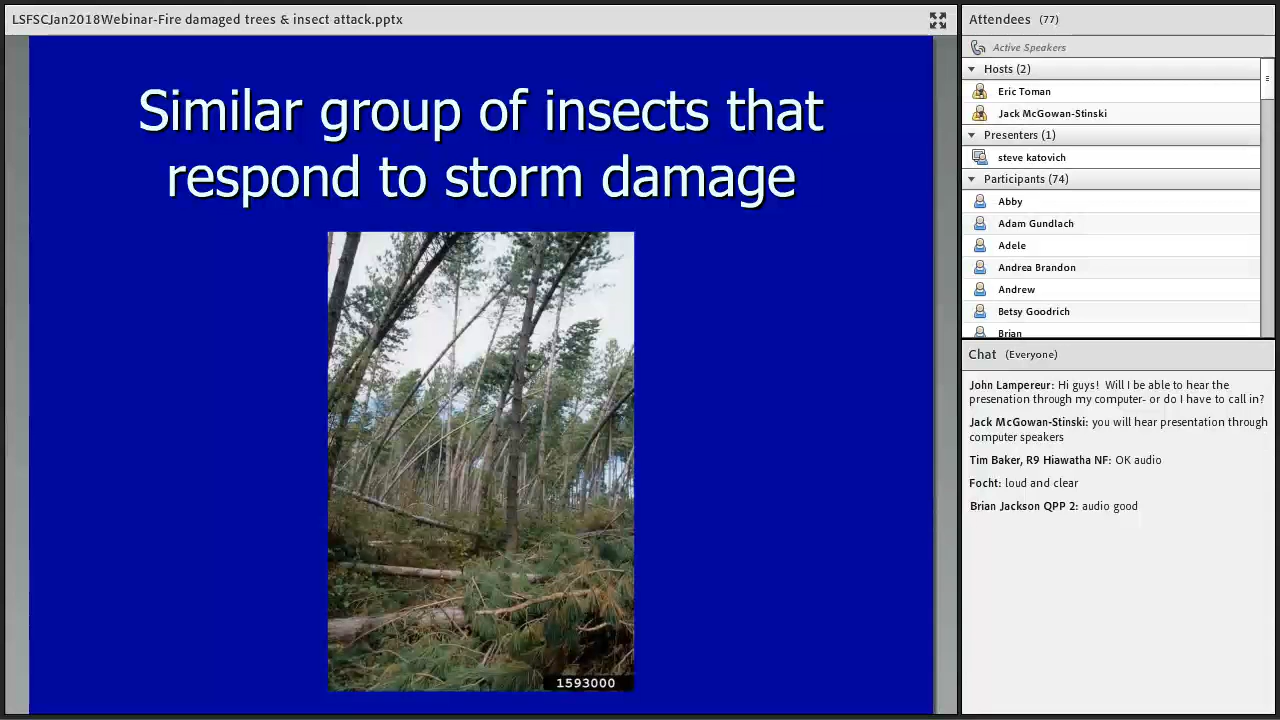 LSFSCJan2018Webinar-Fire damaged trees & insect attack.pptx
Similar group of insects that
respond to storm damage
1593000
Attendees (77)
Active Speakers
Hosts (2)
Eric Toman
Jack McGowan-Stinski
Presenters (1)
steve katovich
Participants (74)
Abby
Adam Gundlach
Adele
Andrea Brandon
Andrew
Betsy Goodrich
Brian
Chat (Everyone)
John Lampereur: Hi guys! Will I be able to hear the
presenation through my computer- or do I have to call in?
Jack McGowan-Stinski: you will hear presentation through
computer speakers
Tim Baker, R9 Hiawatha NF: OK audio
Focht: loud and clear
Brian Jackson QPP 2: audio good